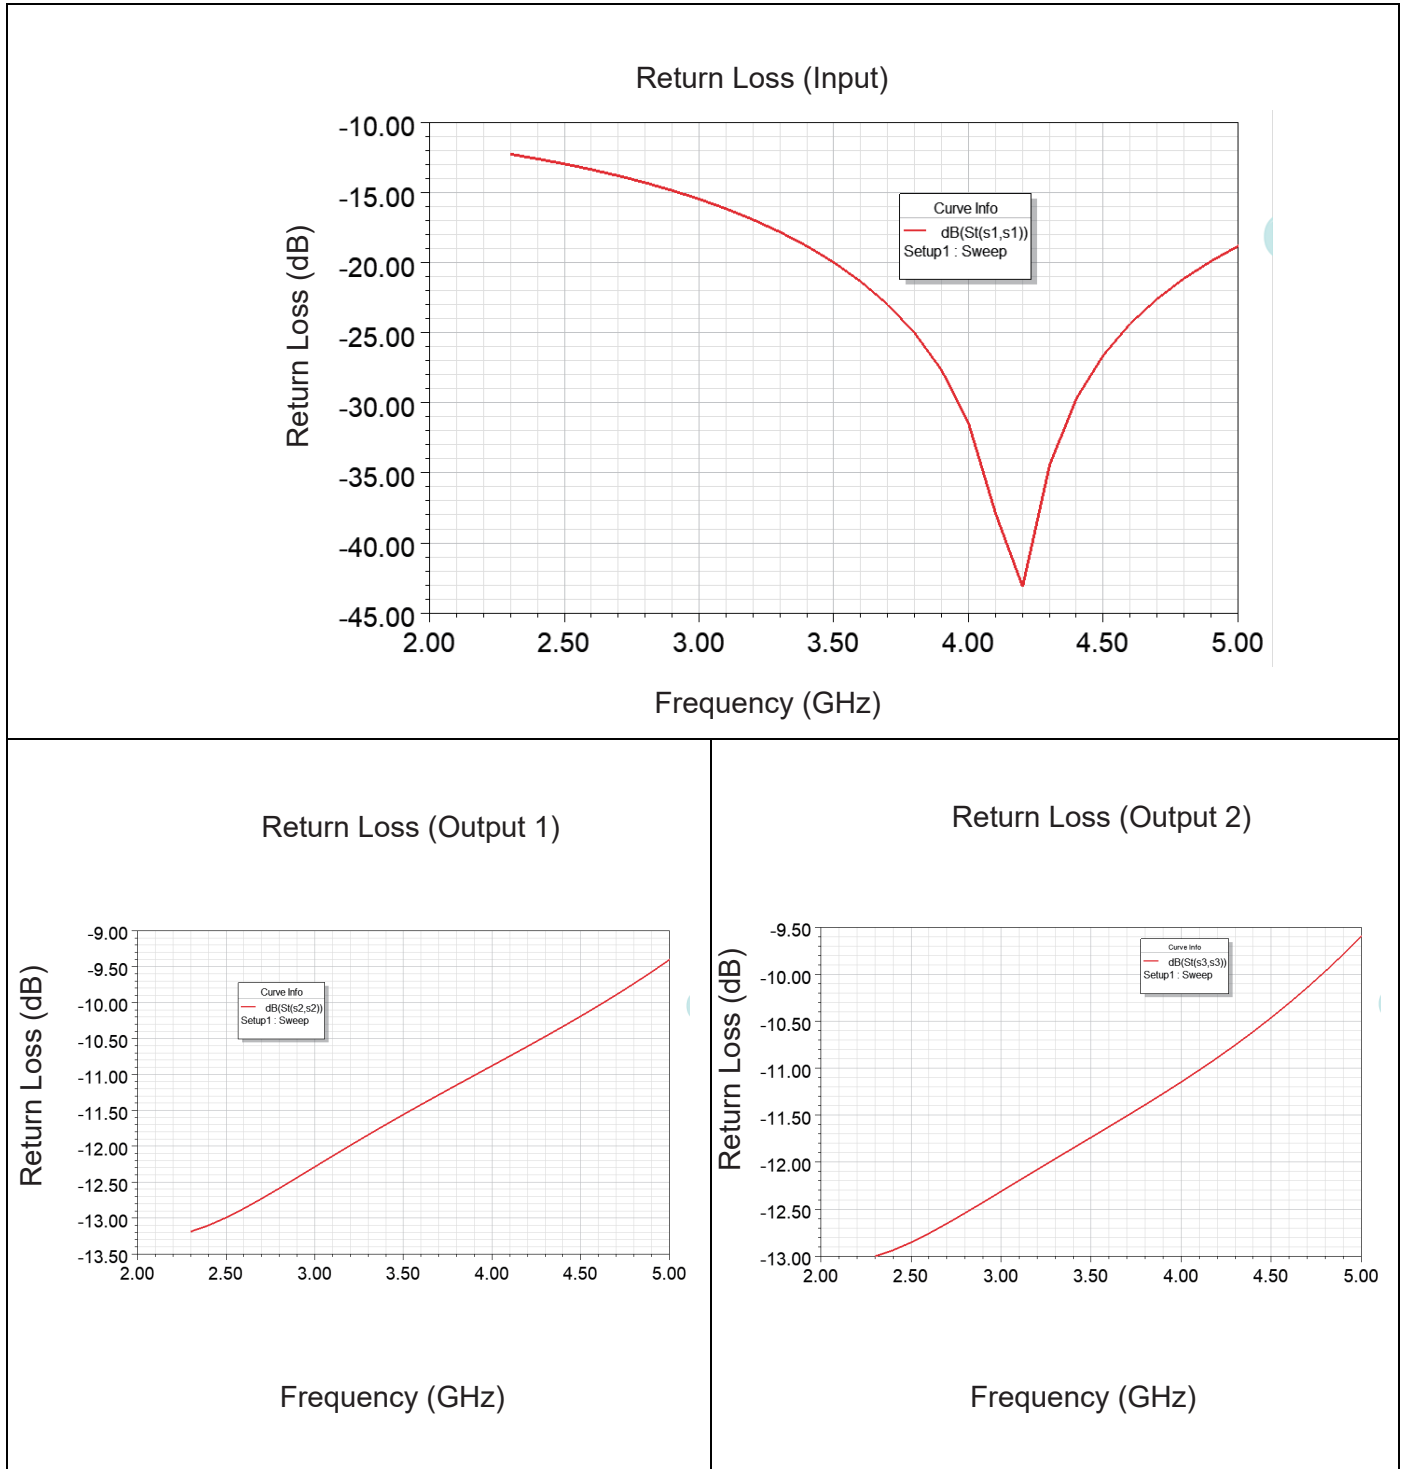 Return Loss (Input)
Return Loss (dB)
-10.00
-15.00
-20.00
-25.00
-30.00
-35.00
-40.00
-45.00
Curve Info
dB(St(s1,s1))
Setup1 : Sweep
2.00 2.50 3.00 3.50 4.00 4.50 5.00
Frequency (GHz)
Return Loss (Output 1)
Return Loss (dB)
-9.00
-9.50
-10.00
-10.50
-11.00
-11.50
-12.00
-12.50
-13.00
-13.50
Curve Info
dB(St(s2,s2))
Setup1 : Sweep
2.00 2.50 3.00 3.50 4.00 4.50 5.00
Frequency (GHz)
Return Loss (Output 2)
Return Loss (dB)
-9.50
-10.00
-10.50
-11.00
-11.50
-12.00
-12.50
-13.00
Curve Info
dB(St(s3,s3))
Setup1 : Sweep
2.00 2.50 3.00 3.50 4.00 4.50 5.00
Frequency (GHz)